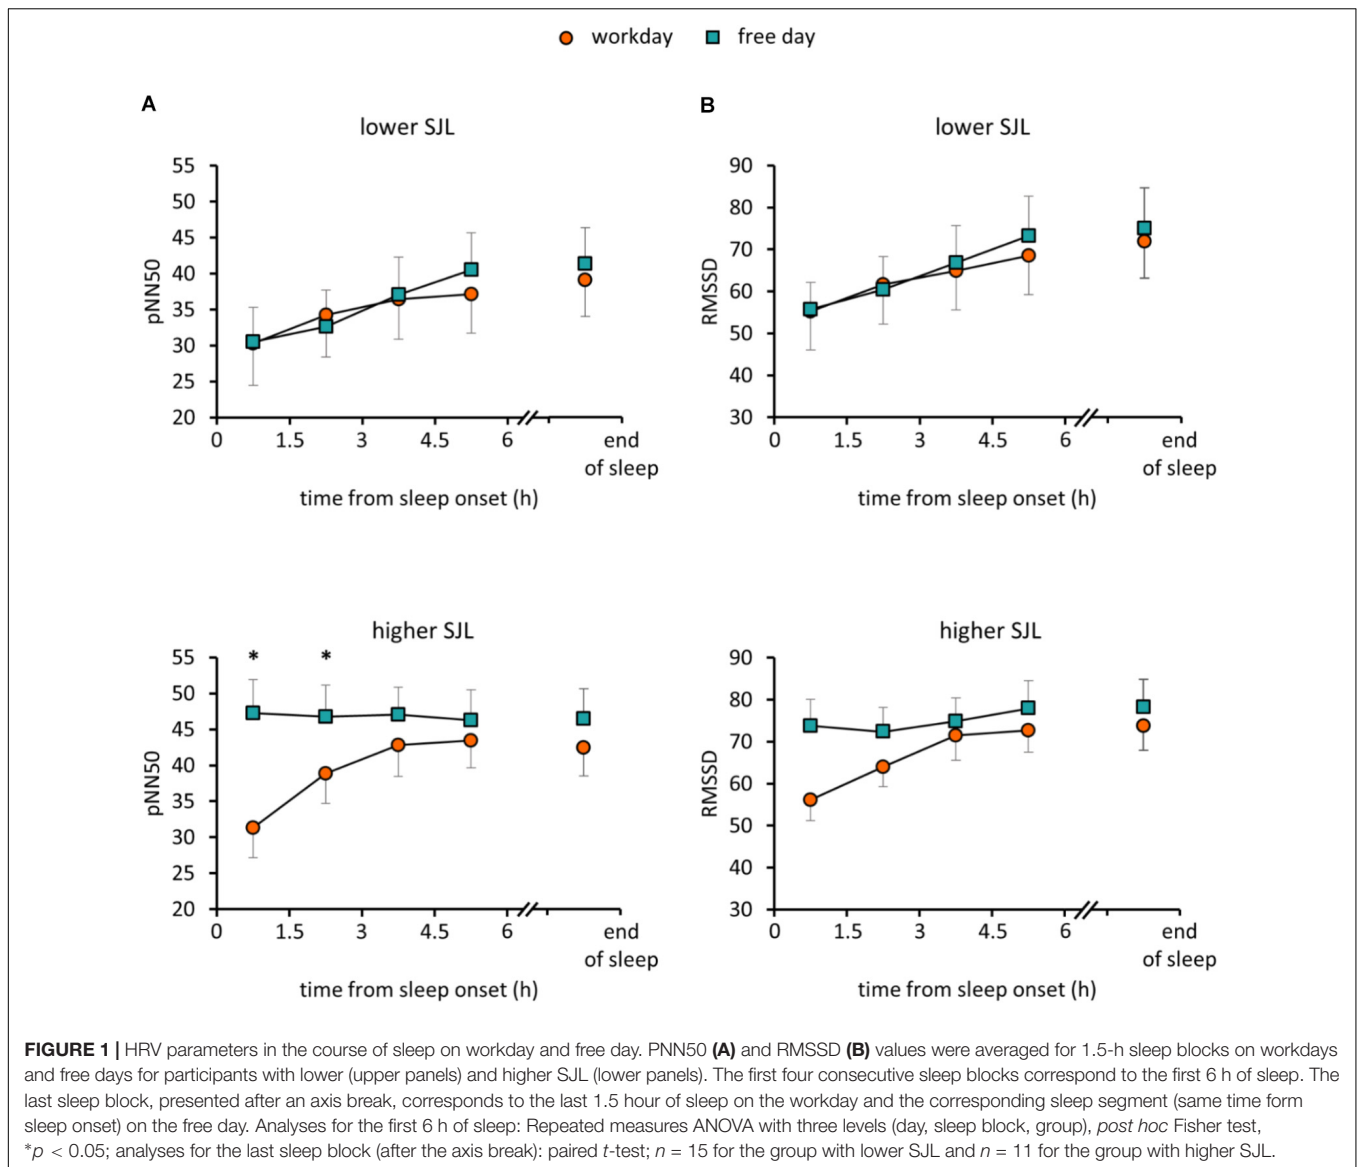 workday free day
A
lower SJL
55
50
45
40
35
30
25
20
pNN50
0 1.5 3 4.5 6 end
of sleep
time from sleep onset (h)
B
lower SJL
90
80
70
60
50
40
30
RMSSD
0 1.5 3 4.5 6 end
of sleep
time from sleep onset (h)
higher SJL
* *
55
50
45
40
35
30
25
20
pNN50
0 1.5 3 4.5 6 end
of sleep
time from sleep onset (h)
higher SJL
90
80
70
60
50
40
30
RMSSD
0 1.5 3 4.5 6 end
of sleep
time from sleep onset (h)
FIGURE 1 | HRV parameters in the course of sleep on workday and free day. PNN50 (A) and RMSSD (B) values were averaged for 1.5-h sleep blocks on workdays
and free days for participants with lower (upper panels) and higher SJL (lower panels). The first four consecutive sleep blocks correspond to the first 6 h of sleep. The
last sleep block, presented after an axis break, corresponds to the last 1.5 hour of sleep on the workday and the corresponding sleep segment (same time form
sleep onset) on the free day. Analyses for the first 6 h of sleep: Repeated measures ANOVA with three levels (day, sleep block, group), post hoc Fisher test,
*p < 0.05; analyses for the last sleep block (after the axis break): paired t-test; n = 15 for the group with lower SJL and n = 11 for the group with higher SJL.